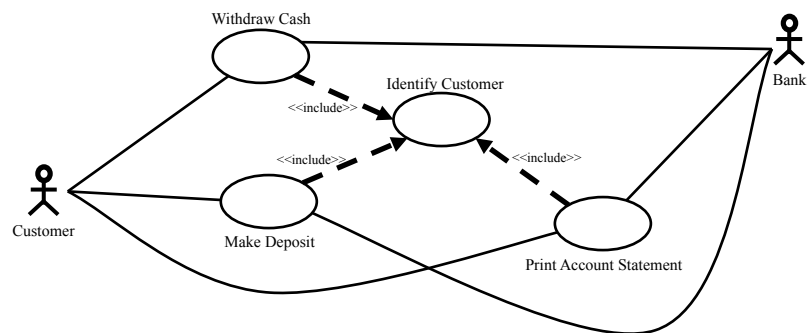 Withdraw Cash
Bank
Identify Customer
<<include>>
<<include>>
<<include>>
Customer
Make Deposit
Print Account Statement